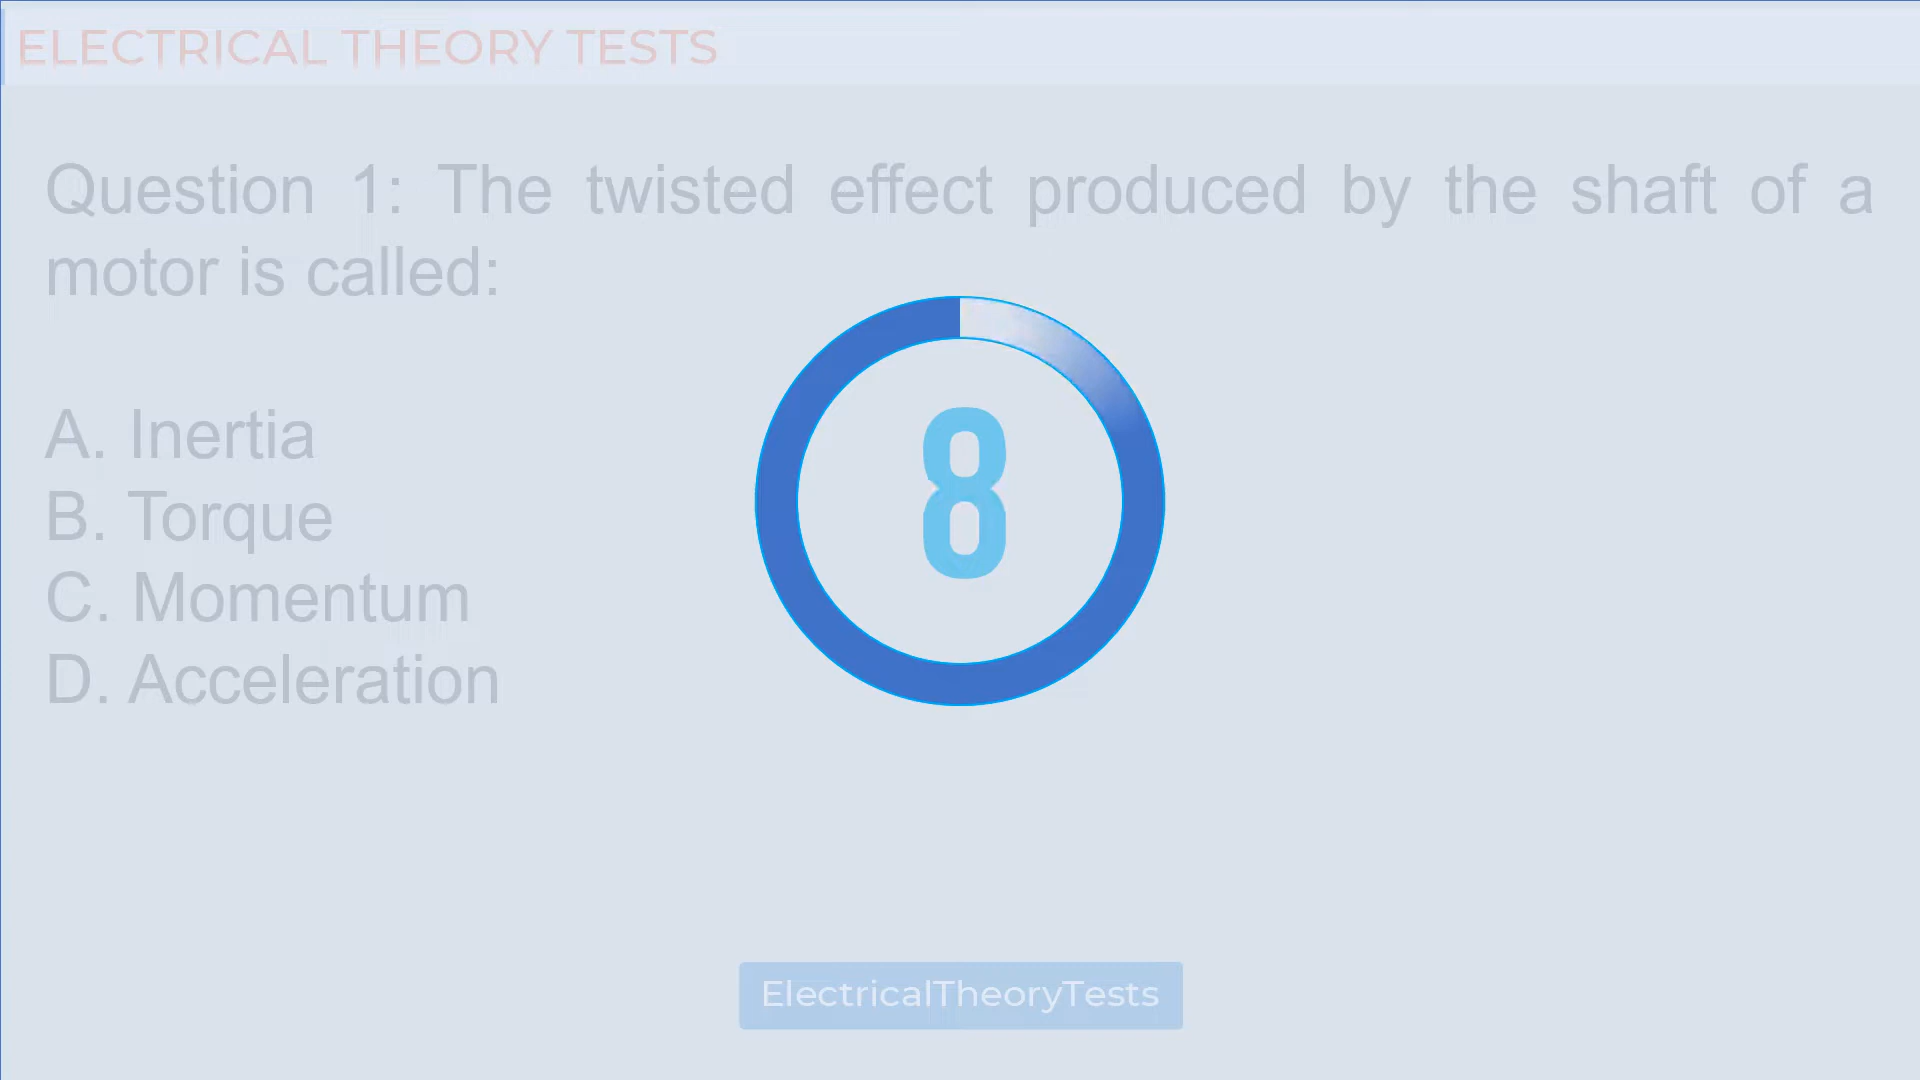 ELECTRICAL THEORY TESTS
Question 1: The twisted effect produced by the shaft of a
motor is called:
A. Inertia
B. Torque
C. Momentum
D. Acceleration
8
ElectricalTheoryTests